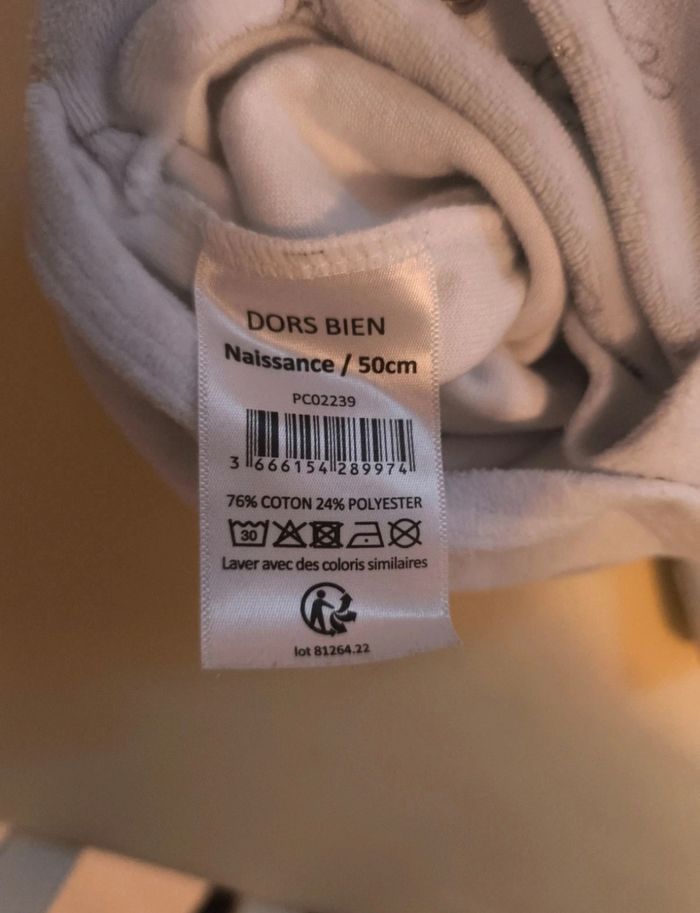 DORS BIEN
Naissance / 50cm
PC02239
3 666154 289974
76% COTON 24% POLYESTER
30
Laver avec des coloris similaires
lot 81264.22